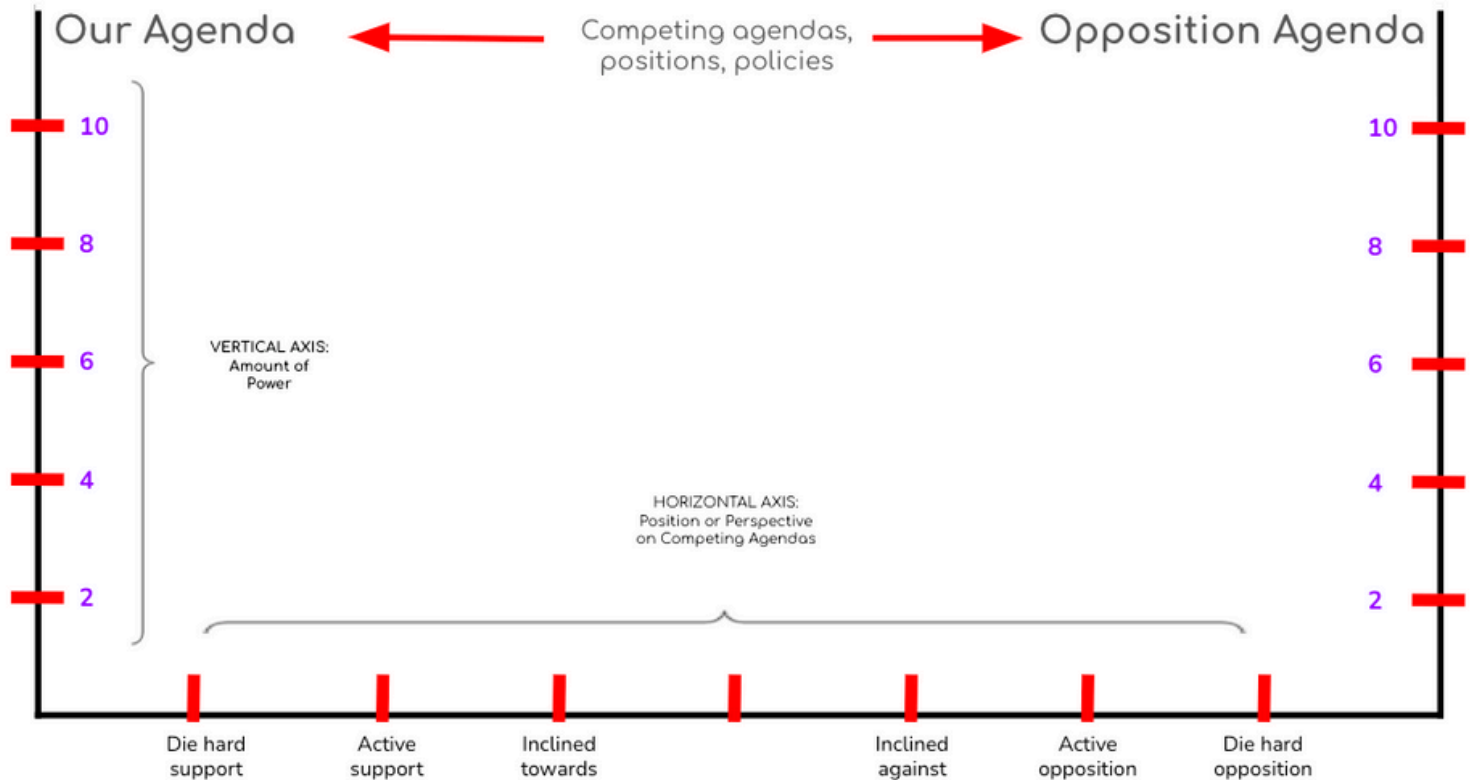 Our Agenda
Competing agendas,
positions, policies
Opposition Agenda
10
10
8
8
VERTICAL AXIS:
Amount of
Power
6
6
4
4
HORIZONTAL AXIS:
Position or Perspective
on Competing Agendas
2
2
Die hard
support
Active
support
Inclined
towards
Inclined
against
Active
opposition
Die hard
opposition